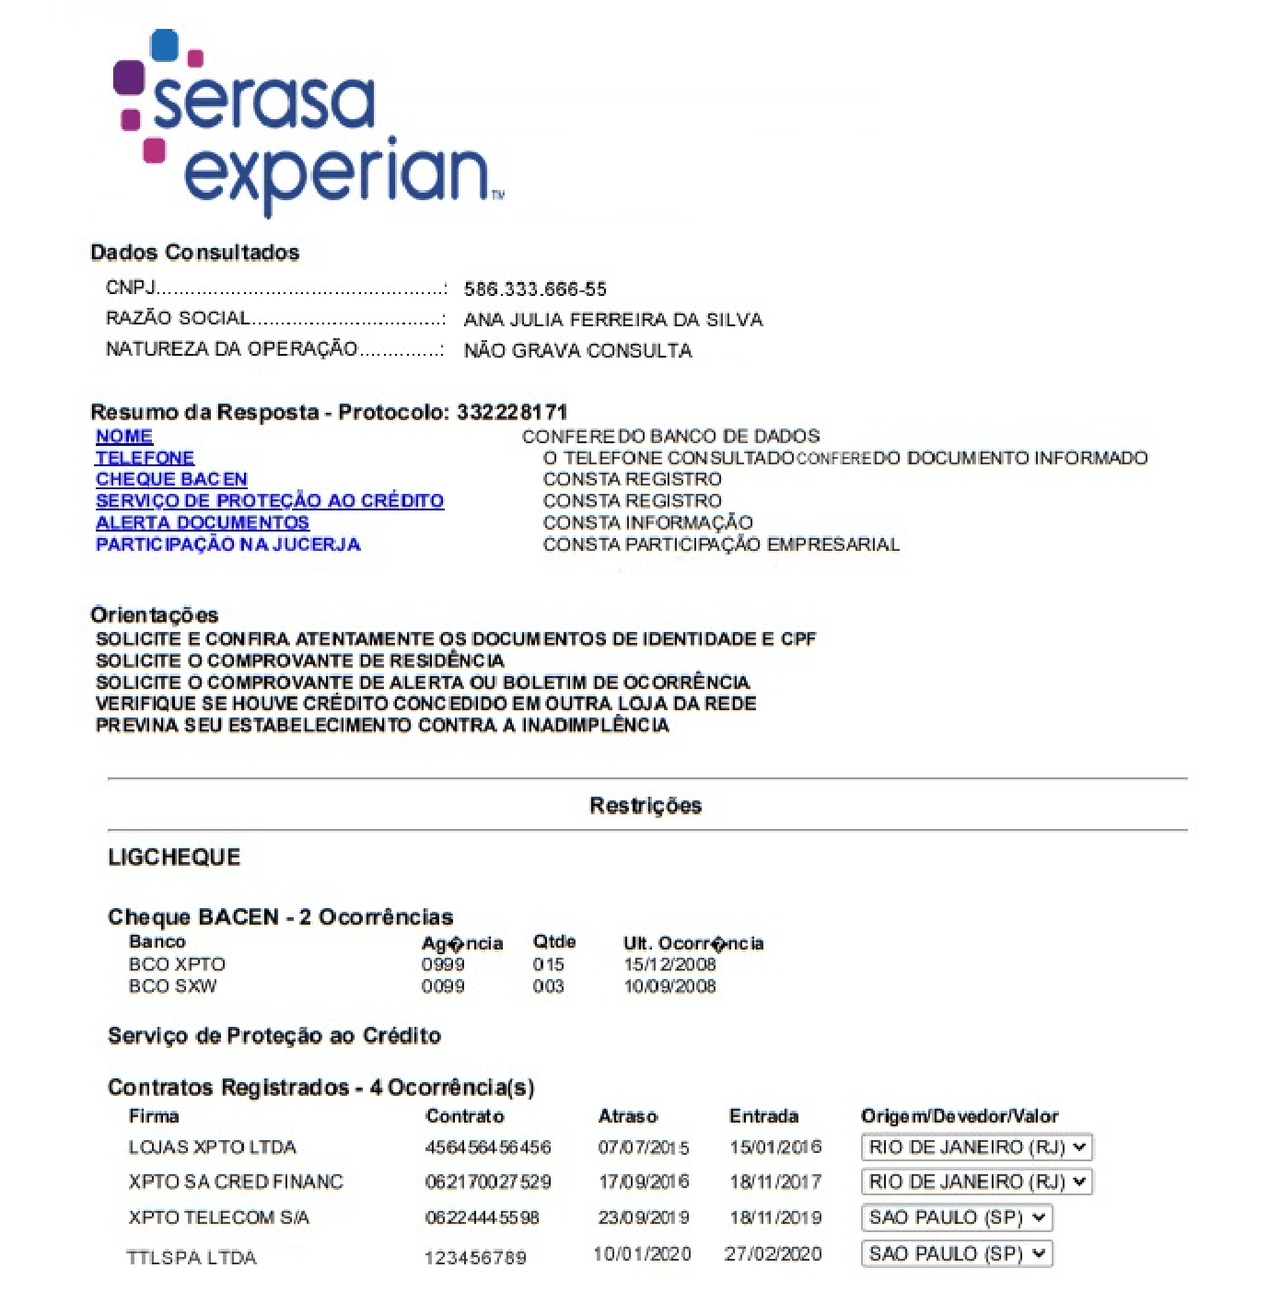 serasa
experian™
Dados Consultados
CNPJ.................................................: 586.333.666-55
RAZÃO SOCIAL................................: ANA JULIA FERREIRA DA SILVA
NATUREZA DA OPERAÇÃO..............: NÃO GRAVA CONSULTA
Resumo da Resposta - Protocolo: 332228171
NOME CONFERE DO BANCO DE DADOS
TELEFONE O TELEFONE CONSULTADO CONFERE DO DOCUMENTO INFORMADO
CHEQUE BACEN CONSTA REGISTRO
SERVIÇO DE PROTEÇÃO AO CRÉDITO CONSTA REGISTRO
ALERTA DOCUMENTOS CONSTA INFORMAÇÃO
PARTICIPAÇÃO NA JUCERJA CONSTA PARTICIPAÇÃO EMPRESARIAL
Orientações
SOLICITE E CONFIRA ATENTAMENTE OS DOCUMENTOS DE IDENTIDADE E CPF
SOLICITE O COMPROVANTE DE RESIDÊNCIA
SOLICITE O COMPROVANTE DE ALERTA OU BOLETIM DE OCORRÊNCIA
VERIFIQUE SE HOUVE CRÉDITO CONCEDIDO EM OUTRA LOJA DA REDE
PREVINA SEU ESTABELECIMENTO CONTRA A INADIMPLÊNCIA
Restrições
LIGCHEQUE
Cheque BACEN - 2 Ocorrências
Banco Ag�ncia Qtde Ult. Ocorr�ncia
BCO XPTO 0999 015 15/12/2008
BCO SXW 0099 003 10/09/2008
Serviço de Proteção ao Crédito
Contratos Registrados - 4 Ocorrência(s)
Firma Contrato Atraso Entrada Origem/Devedor/Valor
LOJAS XPTO LTDA 456456456456 07/07/2015 15/01/2016 RIO DE JANEIRO (RJ)
XPTO SA CRED FINANC 062170027529 17/09/2016 18/11/2017 RIO DE JANEIRO (RJ)
XPTO TELECOM S/A 06224445598 23/09/2019 18/11/2019 SAO PAULO (SP)
TTLSPA LTDA 123456789 10/01/2020 27/02/2020 SAO PAULO (SP)